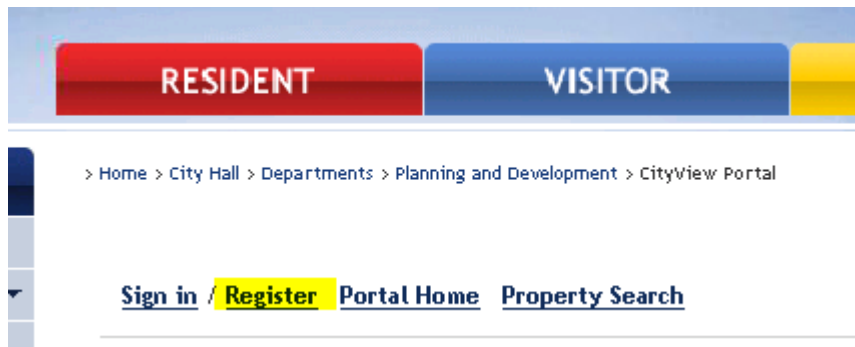 RESIDENT VISITOR
> Home > City Hall > Departments > Planning and Development > CityView Portal
Sign in / Register Portal Home Property Search